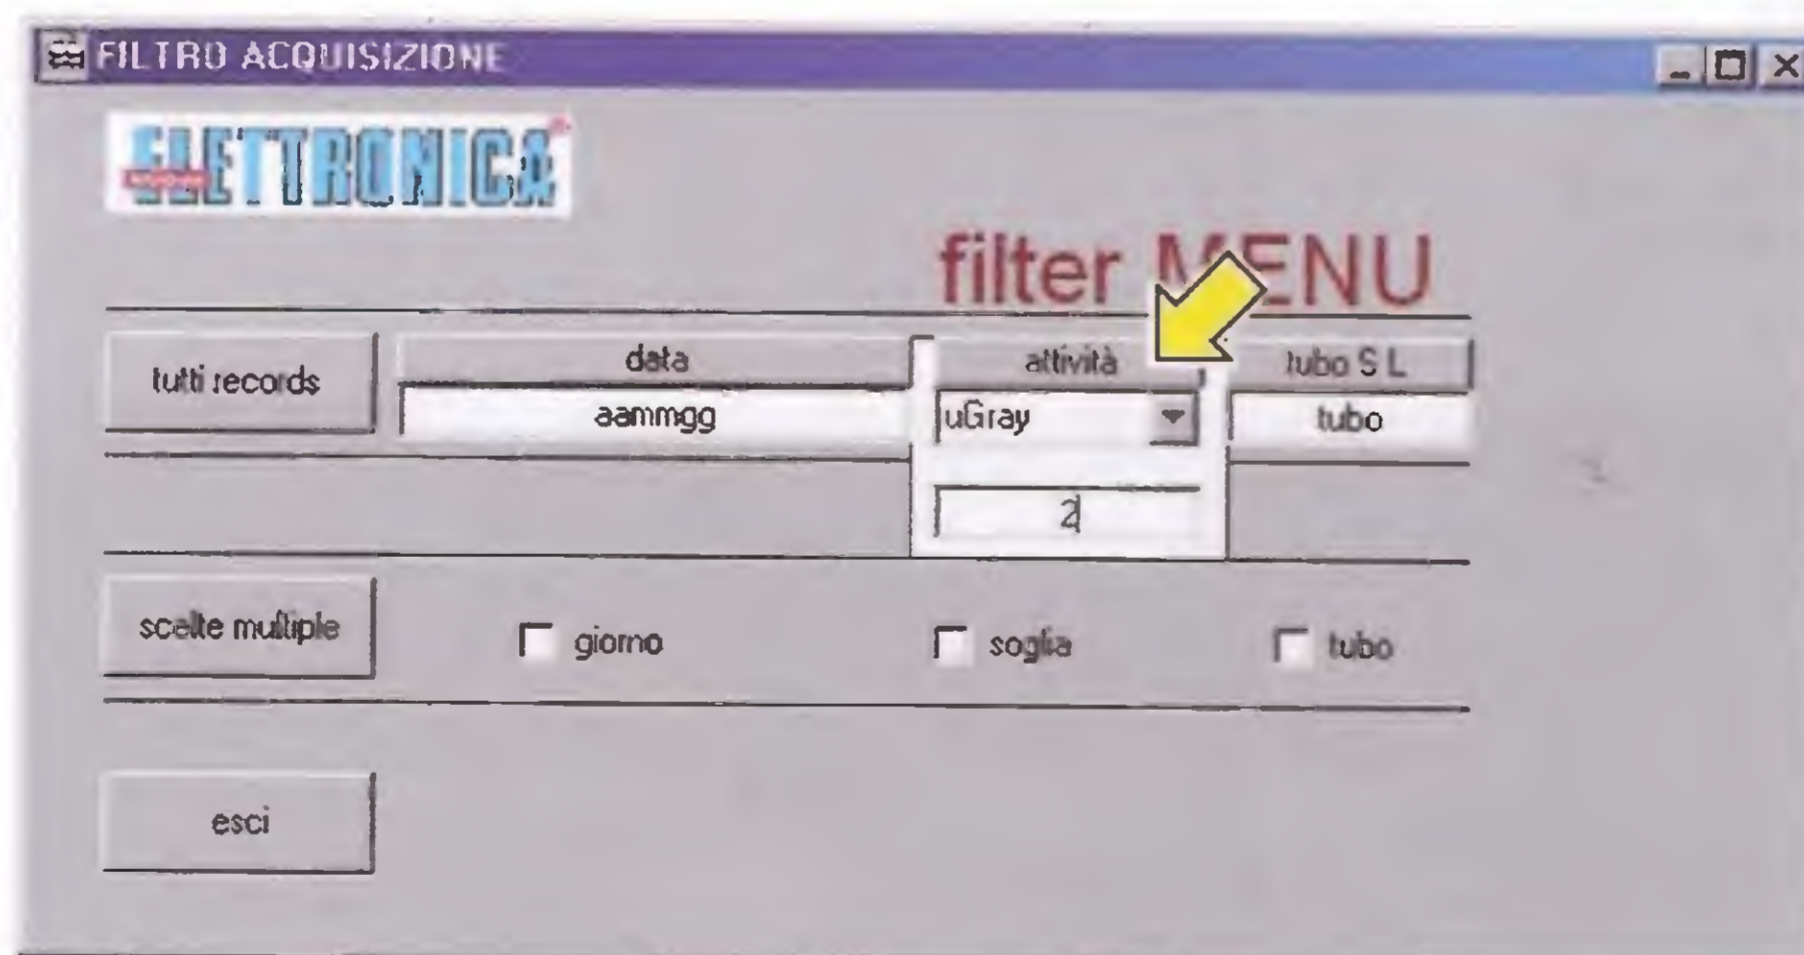 FILTRO ACQUISIZIONE
ELETTRONICA
filter MENU
tutti records
data
attività
tubo S L
aammgg
uGray
tubo
2
scelte multiple
giorno
soglia
tubo
esci